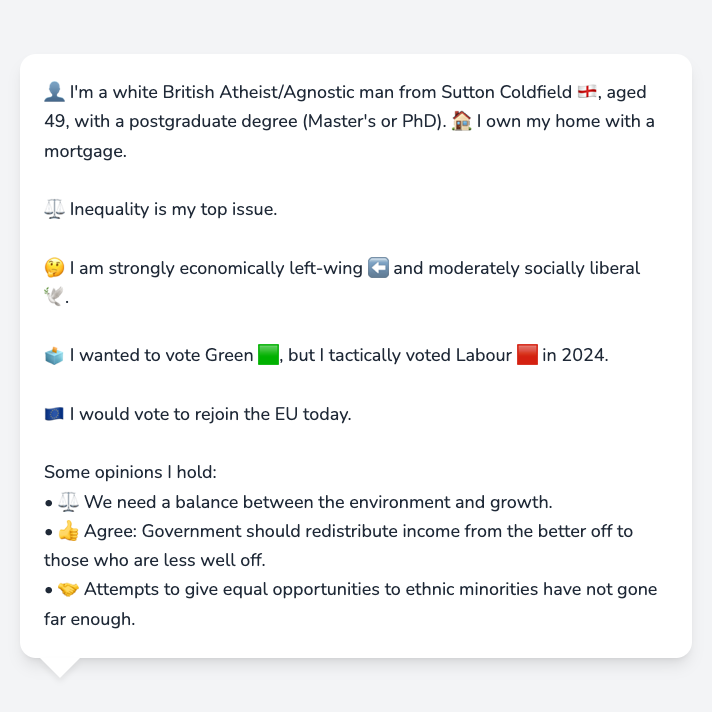 👤 I'm a white British Atheist/Agnostic man from Sutton Coldfield 🏴󠁧󠁢󠁥󠁮󠁧󠁿, aged
49, with a postgraduate degree (Master's or PhD). 🏠 I own my home with a
mortgage.
⚖️ Inequality is my top issue.
🤔 I am strongly economically left-wing ⬅️ and moderately socially liberal
🕊️.
🗳️ I wanted to vote Green 🟩, but I tactically voted Labour 🟥 in 2024.
🇪🇺 I would vote to rejoin the EU today.
Some opinions I hold:
• ⚖️ We need a balance between the environment and growth.
• 👍 Agree: Government should redistribute income from the better off to
those who are less well off.
• 🤝 Attempts to give equal opportunities to ethnic minorities have not gone
far enough.